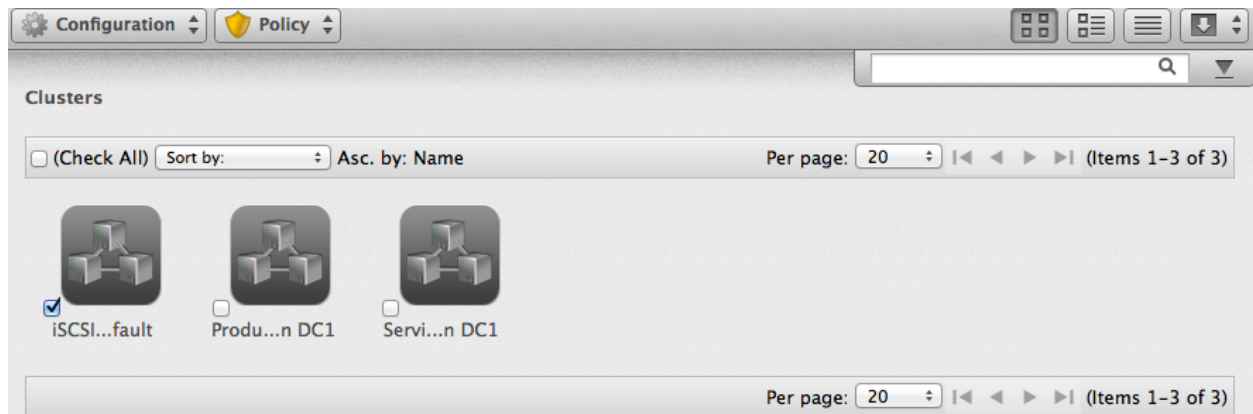 Configuration Policy
Clusters
(Check All) Sort by: Asc. by: Name Per page: 20 (Items 1-3 of 3)
iSCSI...fault Produ...n DC1 Servi...n DC1
Per page: 20 (Items 1-3 of 3)